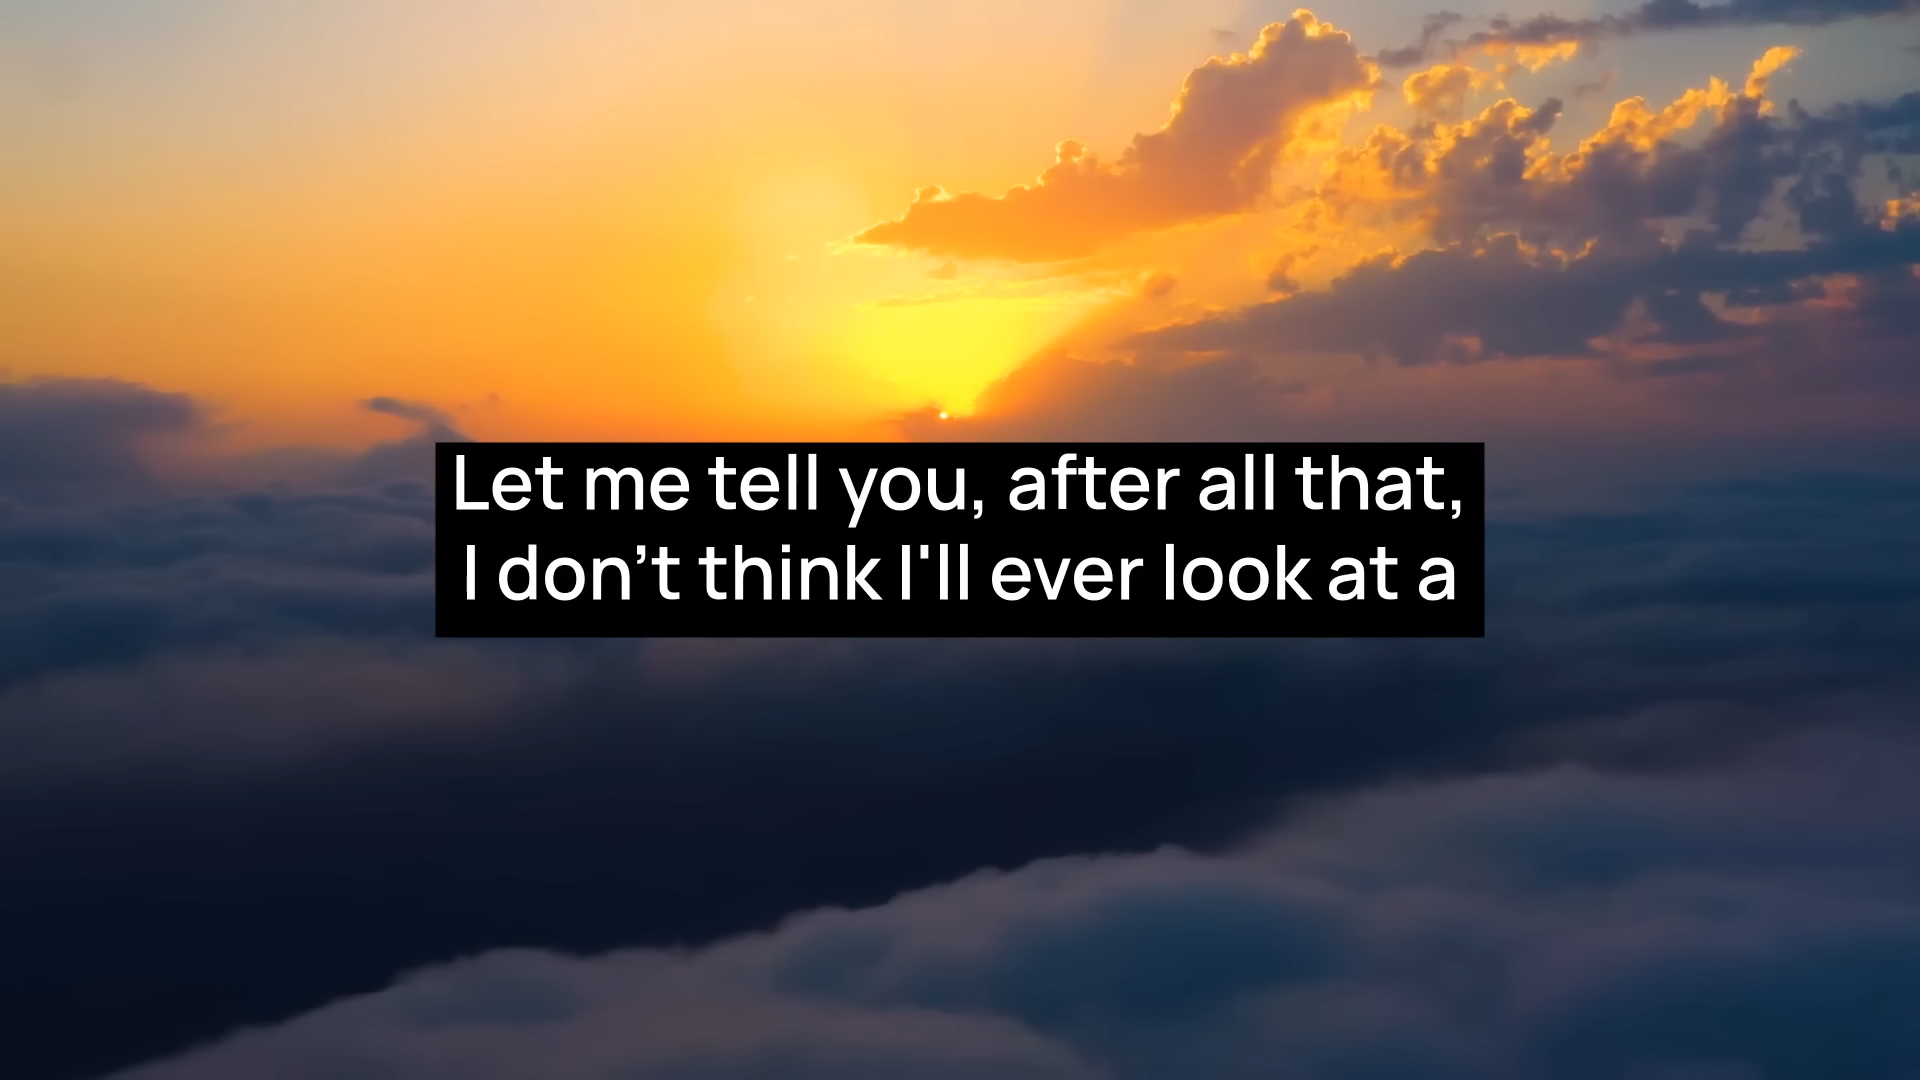 Let me tell you, after all that,
I don’t think I'll ever look at a